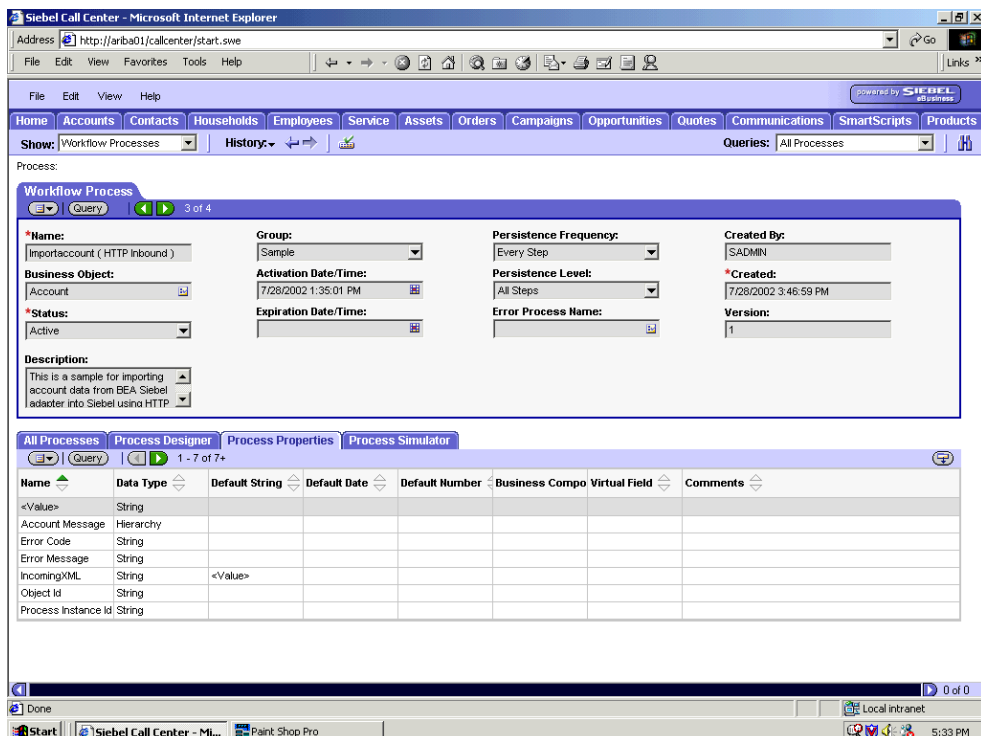 Siebel Call Center - Microsoft Internet Explorer
Address http://ariba01/callcenter/start.swe Go
File Edit View Favorites Tools Help Links »
File Edit View Help powered by SIEBEL eBusiness
Home Accounts Contacts Households Employees Service Assets Orders Campaigns Opportunities Quotes Communications SmartScripts Products
Show: Workflow Processes History: Queries: All Processes
Process:
Workflow Process
Query 3 of 4
*Name: Group: Persistence Frequency: Created By:
Importaccount ( HTTP Inbound ) Sample Every Step SADMIN
Business Object: Activation Date/Time: Persistence Level: *Created:
Account 7/28/2002 1:35:01 PM All Steps 7/28/2002 3:46:59 PM
*Status: Expiration Date/Time: Error Process Name: Version:
Active 1
Description:
This is a sample for importing
account data from BEA Siebel
adapter into Siebel using HTTP
All Processes Process Designer Process Properties Process Simulator
Query 1 - 7 of 7+
Name Data Type Default String Default Date Default Number Business Compo Virtual Field Comments
<Value> String
Account Message Hierarchy
Error Code String
Error Message String
IncomingXML String <Value>
Object Id String
Process Instance Id String
0 of 0
Done Local intranet
Start Siebel Call Center - Mi... Paint Shop Pro 5:33 PM